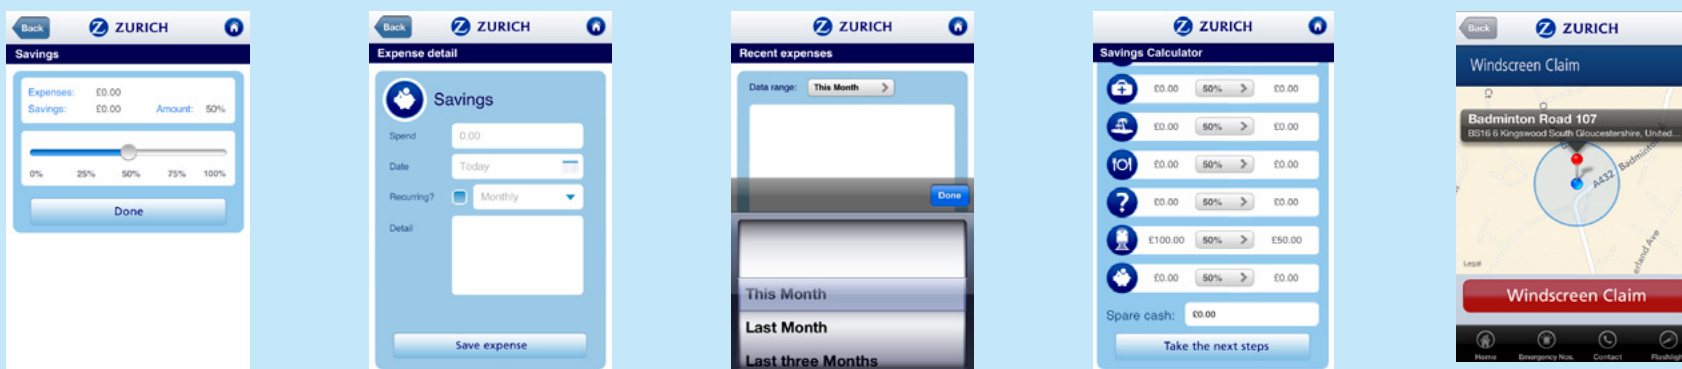 Back
ZURICH
Savings
Expenses: £0.00
Savings: £0.00 Amount: 50%
0% 25% 50% 75% 100%
Done
Back
ZURICH
Expense detail
Savings
Spend 0.00
Date Today
Recurring? Monthly
Detail
Save expense
ZURICH
Recent expenses
Data range: This Month
Done
This Month
Last Month
Last three Months
ZURICH
Savings Calculator
£0.00 50% £0.00
£0.00 50% £0.00
£0.00 50% £0.00
? £0.00 50% £0.00
£100.00 50% £50.00
£0.00 50% £0.00
Spare cash: £0.00
Take the next steps
Back
ZURICH
Windscreen Claim
Badminton Road 107
BS16 6 Kingswood South Gloucestershire, United...
Badminto
A432
erland Ave
Legal
Windscreen Claim
Home Emergency Nos. Contact Flashligh